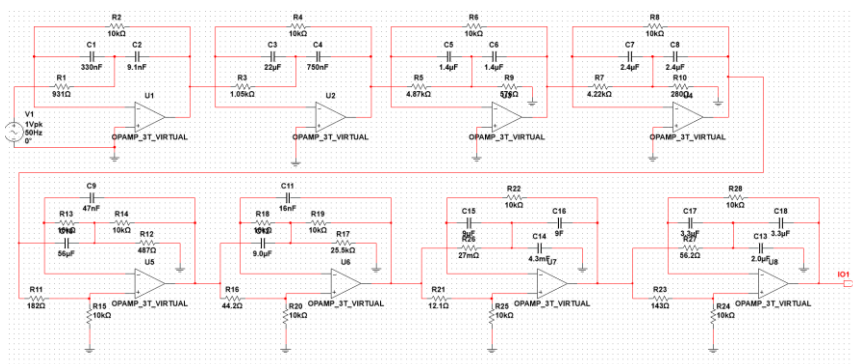 R2
10kΩ
C1
330nF
C2
9.1nF
R1
931Ω
U1
OPAMP_3T_VIRTUAL
V1
1Vpk
50Hz
0°
R4
10kΩ
C3
22µF
C4
750nF
R3
1.05kΩ
U2
OPAMP_3T_VIRTUAL
R6
10kΩ
C5
1.4µF
C6
1.4µF
R5
4.87kΩ
R9
OPAMP_3T_VIRTUAL
R8
10kΩ
C7
2.4µF
C8
2.4µF
R7
4.22kΩ
R10
280Ω
OPAMP_3T_VIRTUAL
C9
47nF
R13
R14
10kΩ
56µF
R12
487Ω
U5
OPAMP_3T_VIRTUAL
R11
182Ω
R15
10kΩ
C11
16nF
R18
R19
10kΩ
9.0µF
R17
25.5kΩ
U6
OPAMP_3T_VIRTUAL
R16
44.2Ω
R20
10kΩ
R22
10kΩ
C15
9µF
C16
9F
R26
27mΩ
C14
4.3mF
U7
OPAMP_3T_VIRTUAL
R21
12.1Ω
R25
10kΩ
R28
10kΩ
C17
3.3µF
C18
3.3µF
R27
56.2Ω
C13
2.0µF
U8
OPAMP_3T_VIRTUAL
R23
143Ω
R24
10kΩ
IO1